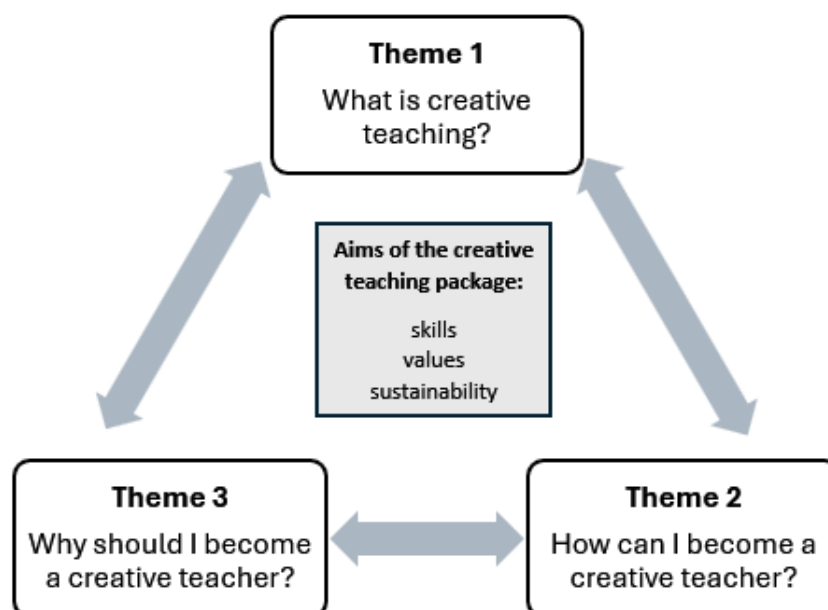 Theme 1
What is creative
teaching?
Aims of the creative
teaching package:
skills
values
sustainability
Theme 3
Why should I become
a creative teacher?
Theme 2
How can I become a
creative teacher?